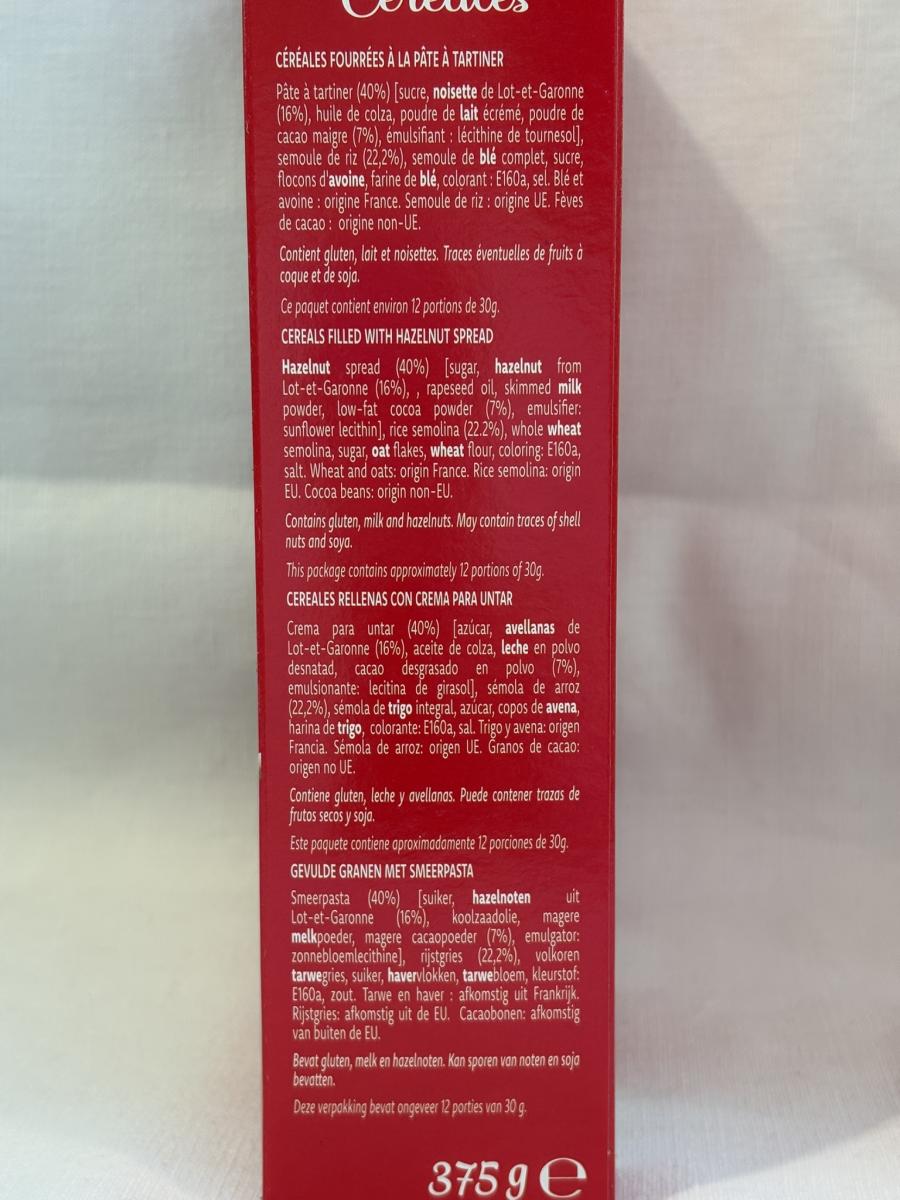 Céréales
CÉRÉALES FOURRÉES À LA PÂTE À TARTINER
Pâte à tartiner (40%) [sucre, noisette de Lot-et-Garonne
(16%), huile de colza, poudre de lait écrémé, poudre de
cacao maigre (7%), émulsifiant : lécithine de tournesol],
semoule de riz (22,2%), semoule de blé complet, sucre,
flocons d'avoine, farine de blé, colorant : E160a, sel. Blé et
avoine : origine France. Semoule de riz : origine UE. Fèves
de cacao : origine non-UE.
Contient gluten, lait et noisettes. Traces éventuelles de fruits à
coque et de soja.
Ce paquet contient environ 12 portions de 30g.
CEREALS FILLED WITH HAZELNUT SPREAD
Hazelnut spread (40%) [sugar, hazelnut from
Lot-et-Garonne (16%), , rapeseed oil, skimmed milk
powder, low-fat cocoa powder (7%), emulsifier:
sunflower lecithin], rice semolina (22.2%), whole wheat
semolina, sugar, oat flakes, wheat flour, coloring: E160a,
salt. Wheat and oats: origin France. Rice semolina: origin
EU. Cocoa beans: origin non-EU.
Contains gluten, milk and hazelnuts. May contain traces of shell
nuts and soya.
This package contains approximately 12 portions of 30g.
CEREALES RELLENAS CON CREMA PARA UNTAR
Crema para untar (40%) [azúcar, avellanas de
Lot-et-Garonne (16%), aceite de colza, leche en polvo
desnatad, cacao desgrasado en polvo (7%),
emulsionante: lecitina de girasol], sémola de arroz
(22,2%), sémola de trigo integral, azúcar, copos de avena,
harina de trigo, colorante: E160a, sal. Trigo y avena: origen
Francia. Sémola de arroz: origen UE. Granos de cacao:
origen no UE.
Contiene gluten, leche y avellanas. Puede contener trazas de
frutos secos y soja.
Este paquete contiene aproximadamente 12 porciones de 30g.
GEVULDE GRANEN MET SMEERPASTA
Smeerpasta (40%) [suiker, hazelnoten uit
Lot-et-Garonne (16%), koolzaadolie, magere
melkpoeder, magere cacaopoeder (7%), emulgator:
zonnebloemlecithine], rijstgries (22,2%), volkoren
tarwegries, suiker, havervlokken, tarwebloem, kleurstof:
E160a, zout. Tarwe en haver : afkomstig uit Frankrijk.
Rijstgries: afkomstig uit de EU. Cacaobonen: afkomstig
van buiten de EU.
Bevat gluten, melk en hazelnoten. Kan sporen van noten en soja
bevatten.
Deze verpakking bevat ongeveer 12 porties van 30 g.
375 g ℮